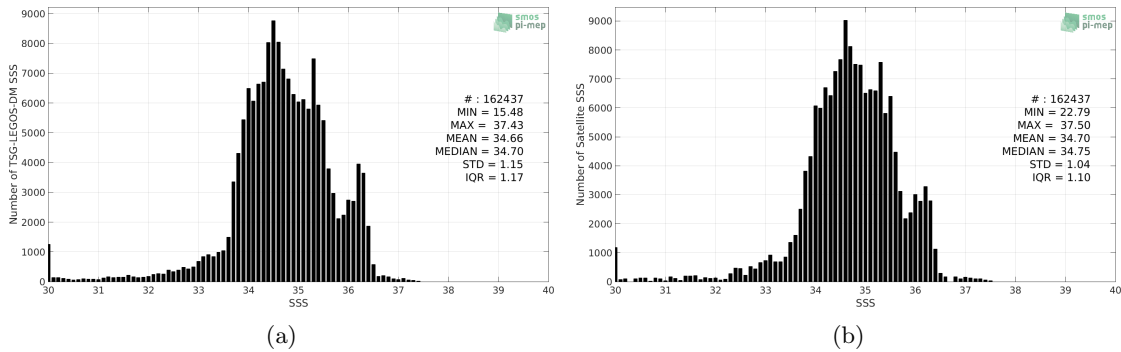 smos
pi-mep
9000
8000
7000
6000
5000
4000
3000
2000
1000
0
Number of TSG-LEGOS-DM SSS
# : 162437
MIN = 15.48
MAX = 37.43
MEAN = 34.66
MEDIAN = 34.70
STD = 1.15
IQR = 1.17
30 31 32 33 34 35 36 37 38 39 40
SSS
(a)
smos
pi-mep
9000
8000
7000
6000
5000
4000
3000
2000
1000
0
Number of Satellite SSS
# : 162437
MIN = 22.79
MAX = 37.50
MEAN = 34.70
MEDIAN = 34.75
STD = 1.04
IQR = 1.10
30 31 32 33 34 35 36 37 38 39 40
SSS
(b)